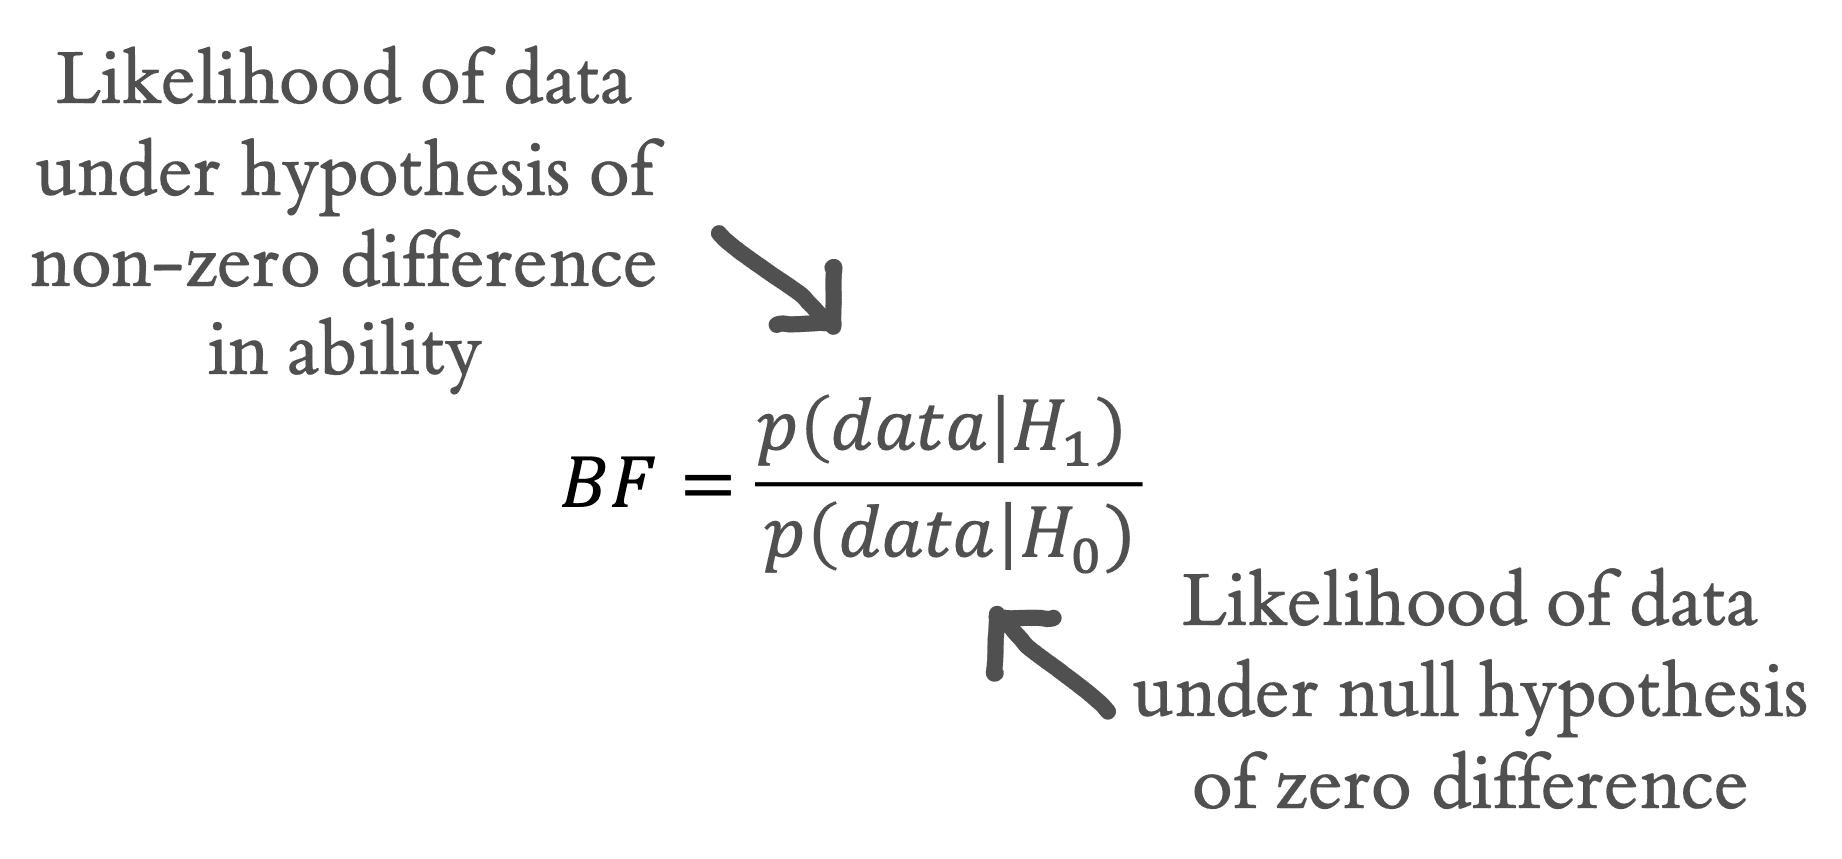 Likelihood of data
under hypothesis of
non-zero difference
in ability
BF = p(data|H₁)
p(data|H₀)
Likelihood of data
under null hypothesis
of zero difference